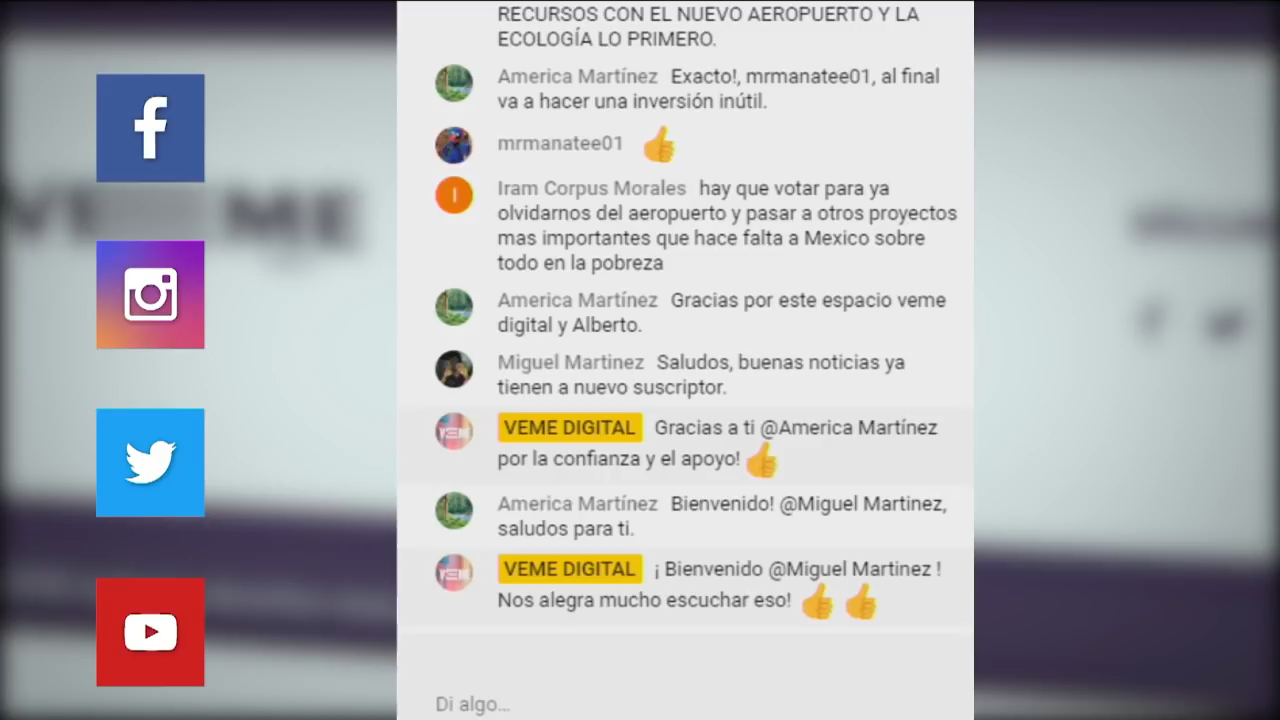 RECURSOS CON EL NUEVO AEROPUERTO Y LA
ECOLOGÍA LO PRIMERO.
America Martínez Exacto!, mrmanatee01, al final
va a hacer una inversión inútil.
mrmanatee01
I
Iram Corpus Morales hay que votar para ya
olvidarnos del aeropuerto y pasar a otros proyectos
mas importantes que hace falta a Mexico sobre
todo en la pobreza
America Martínez Gracias por este espacio veme
digital y Alberto.
Miguel Martinez Saludos, buenas noticias ya
tienen a nuevo suscriptor.
VEME DIGITAL Gracias a ti @America Martínez
por la confianza y el apoyo!
America Martínez Bienvenido! @Miguel Martinez,
saludos para ti.
VEME DIGITAL ¡ Bienvenido @Miguel Martinez !
Nos alegra mucho escuchar eso!
Di algo...
VEME